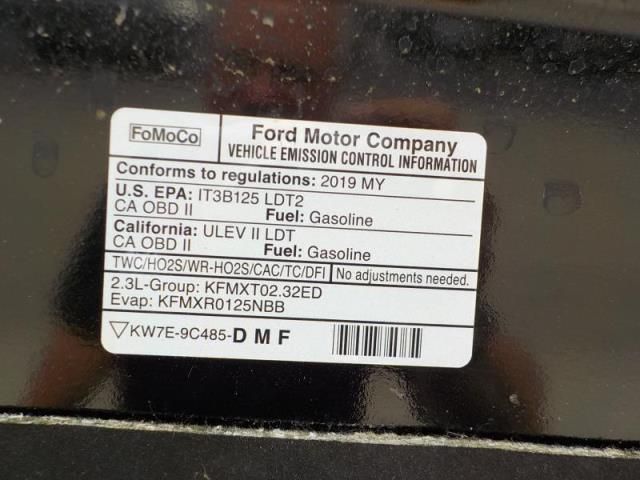 FoMoCo
Ford Motor Company
VEHICLE EMISSION CONTROL INFORMATION
Conforms to regulations: 2019 MY
U.S. EPA: IT3B125 LDT2
CA OBD II Fuel: Gasoline
California: ULEV II LDT
CA OBD II Fuel: Gasoline
TWC/HO2S/WR-HO2S/CAC/TC/DFI No adjustments needed.
2.3L-Group: KFMXT02.32ED
Evap: KFMXR0125NBB
KW7E-9C485-DMF